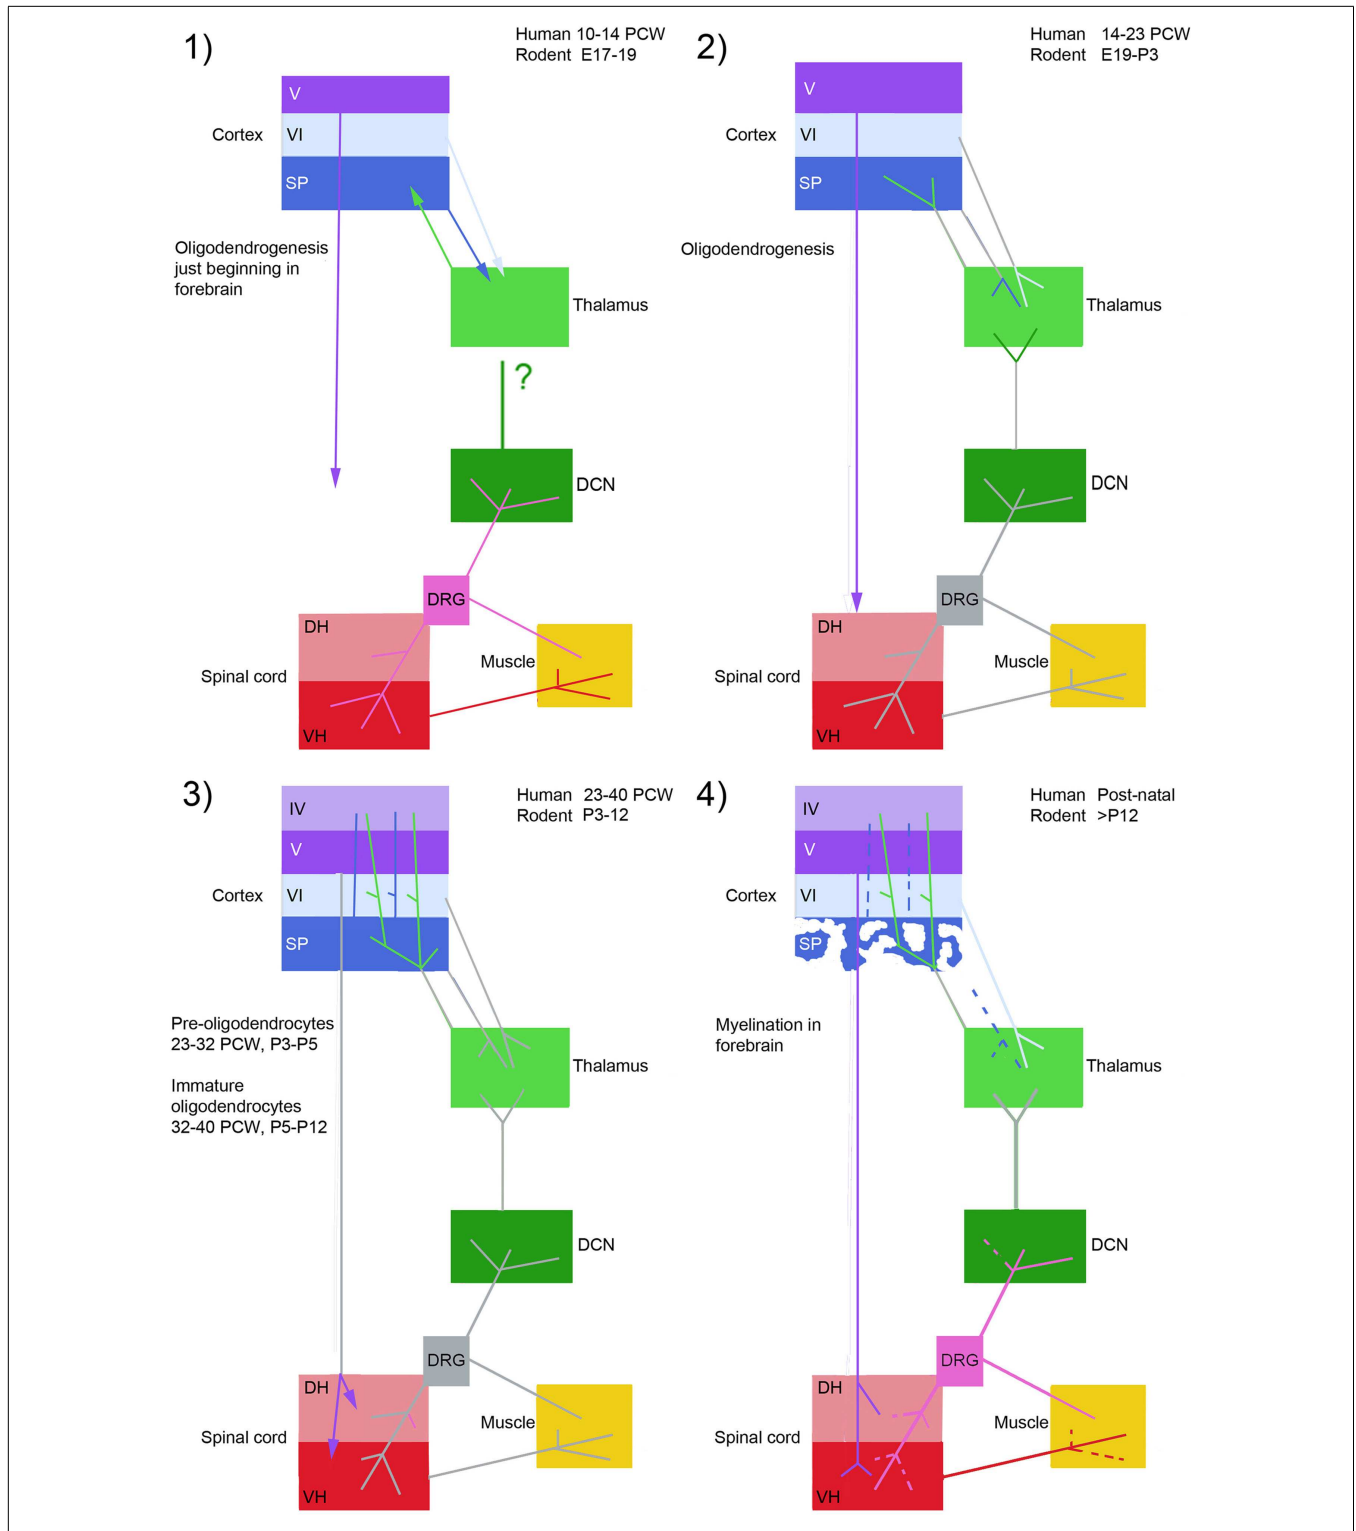 1)
Human 10-14 PCW
Rodent E17-19
V
Cortex
VI
SP
Oligodendrogenesis
just beginning in
forebrain
Thalamus
?
DCN
DRG
DH
Muscle
Spinal cord
VH
2)
Human 14-23 PCW
Rodent E19-P3
V
Cortex
VI
SP
Oligodendrogenesis
Thalamus
DCN
DRG
DH
Muscle
Spinal cord
VH
3)
Human 23-40 PCW
Rodent P3-12
IV
V
Cortex
VI
SP
Pre-oligodendrocytes
23-32 PCW, P3-P5
Immature
oligodendrocytes
32-40 PCW, P5-P12
Thalamus
DCN
DRG
DH
Muscle
Spinal cord
VH
4)
Human Post-natal
Rodent >P12
IV
V
Cortex
VI
SP
Myelination in
forebrain
Thalamus
DCN
DRG
DH
Muscle
Spinal cord
VH